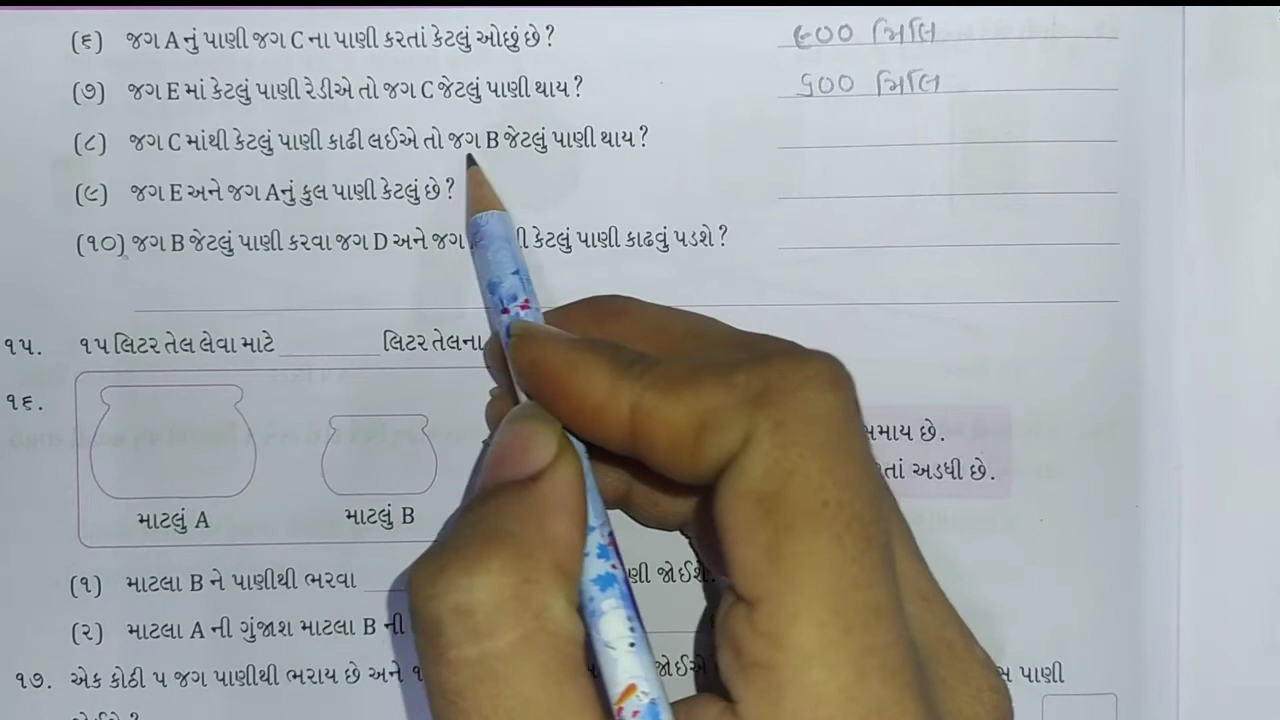 (૬) જગ A નું પાણી જગ C ના પાણી કરતાં કેટલું ઓછું છે? ૯૦૦ મિલિ
(૭) જગ E માં કેટલું પાણી રેડીએ તો જગ C જેટલું પાણી થાય? ૬૦૦ મિલિ
(૮) જગ C માંથી કેટલું પાણી કાઢી લઈએ તો જગ B જેટલું પાણી થાય?
(૯) જગ E અને જગ A નું કુલ પાણી કેટલું છે?
(૧૦) જગ B જેટલું પાણી કરવા જગ D અને જગ કેટલું પાણી કાઢવું પડશે?
૧૫. ૧૫ લિટર તેલ લેવા માટે ________ લિટર તેલના
૧૬.
સમાય છે.
અડધી છે.
માટલું A માટલું B
(૧) માટલા B ને પાણીથી ભરવા ____ જોઈશે.
(૨) માટલા A ની ગુંજાશ માટલા B ની
૧૭. એક કોઠી ૫ જગ પાણીથી ભરાય છે અને જોઈએ પાણી